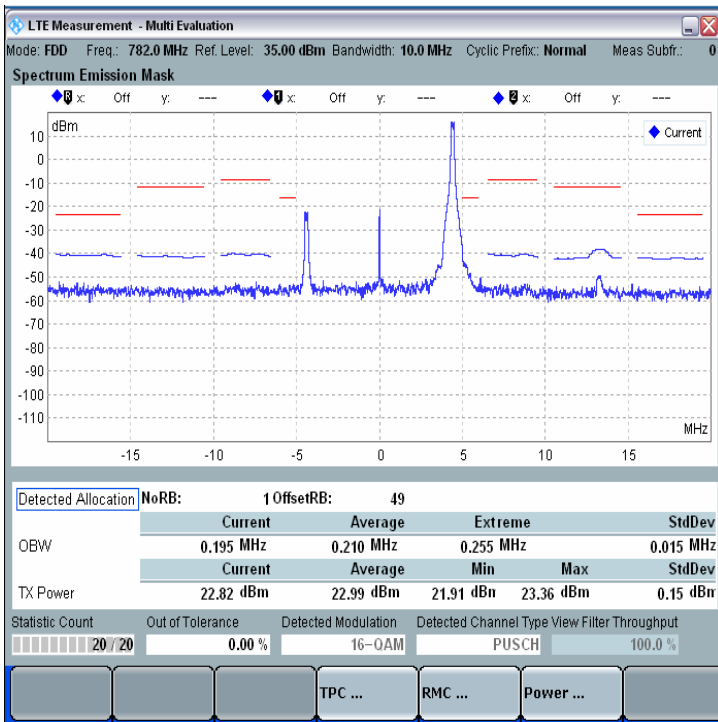 LTE Measurement - Multi Evaluation
Mode: FDD Freq.: 782.0 MHz Ref. Level: 35.00 dBm Bandwidth: 10.0 MHz Cyclic Prefix:: Normal Meas Subfr.: 0
Spectrum Emission Mask
R x: Off y: --- 1 x: Off y: --- 2 x: Off y: ---
dBm
Current
10
0
-10
-20
-30
-40
-50
-60
-70
-80
-90
-100
-110
MHz
-15 -10 -5 0 5 10 15
Detected Allocation NoRB: 1 OffsetRB: 49
Current Average Extreme StdDev
OBW 0.195 MHz 0.210 MHz 0.255 MHz 0.015 MHz
Current Average Min Max StdDev
TX Power 22.82 dBm 22.99 dBm 21.91 dBm 23.36 dBm 0.15 dBm
Statistic Count Out of Tolerance Detected Modulation Detected Channel Type View Filter Throughput
20 / 20 0.00 % 16-QAM PUSCH 100.0 %
TPC ... RMC ... Power ...